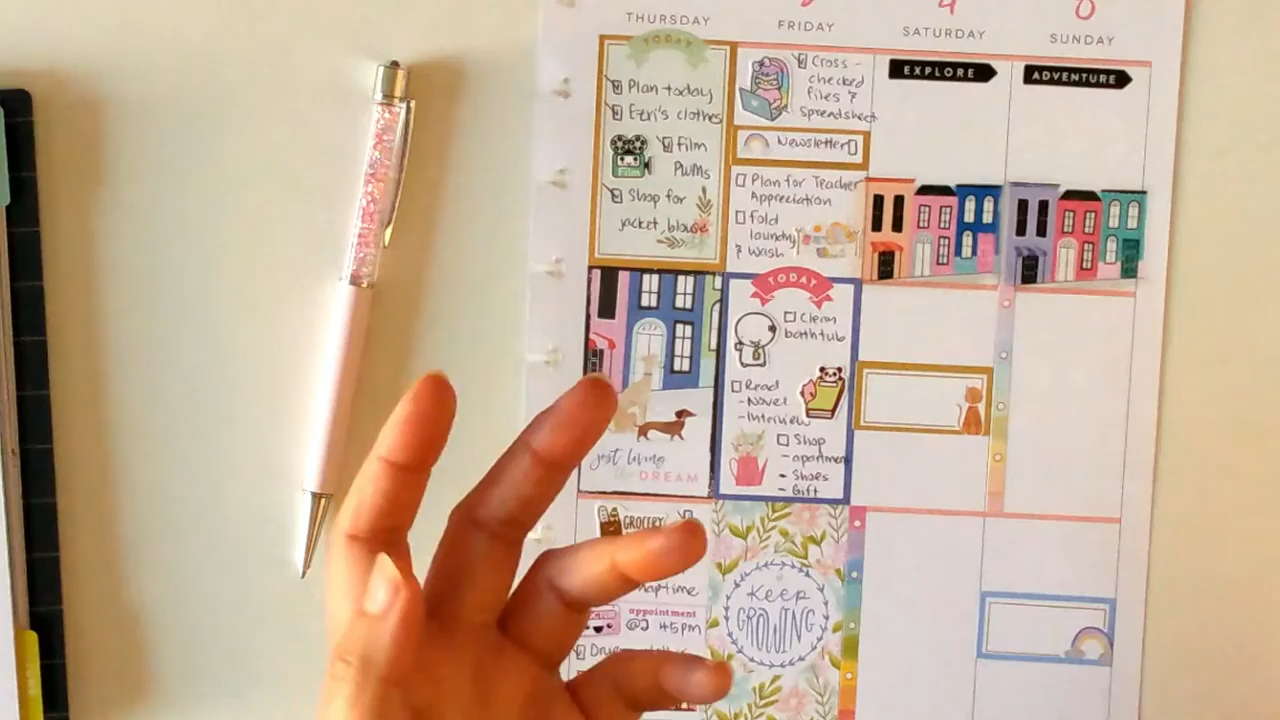 THURSDAY
FRIDAY
SATURDAY
SUNDAY
TODAY
Plan today
Ezri's clothes
Film
Film
PWMs
Shop for
jacket, blouse
just living
DREAM
GROCERY
naptime
appointment
@ 45pm
Cross-
checked
files &
spreadsheet
Newsletter
Plan for Teacher
Appreciation
Fold
laundry
& wash
TODAY
Clean
bathtub
Read
-Novel
-Interview
Shop
- apartment
- Shoes
- Gift
Keep
GROWING
EXPLORE
ADVENTURE